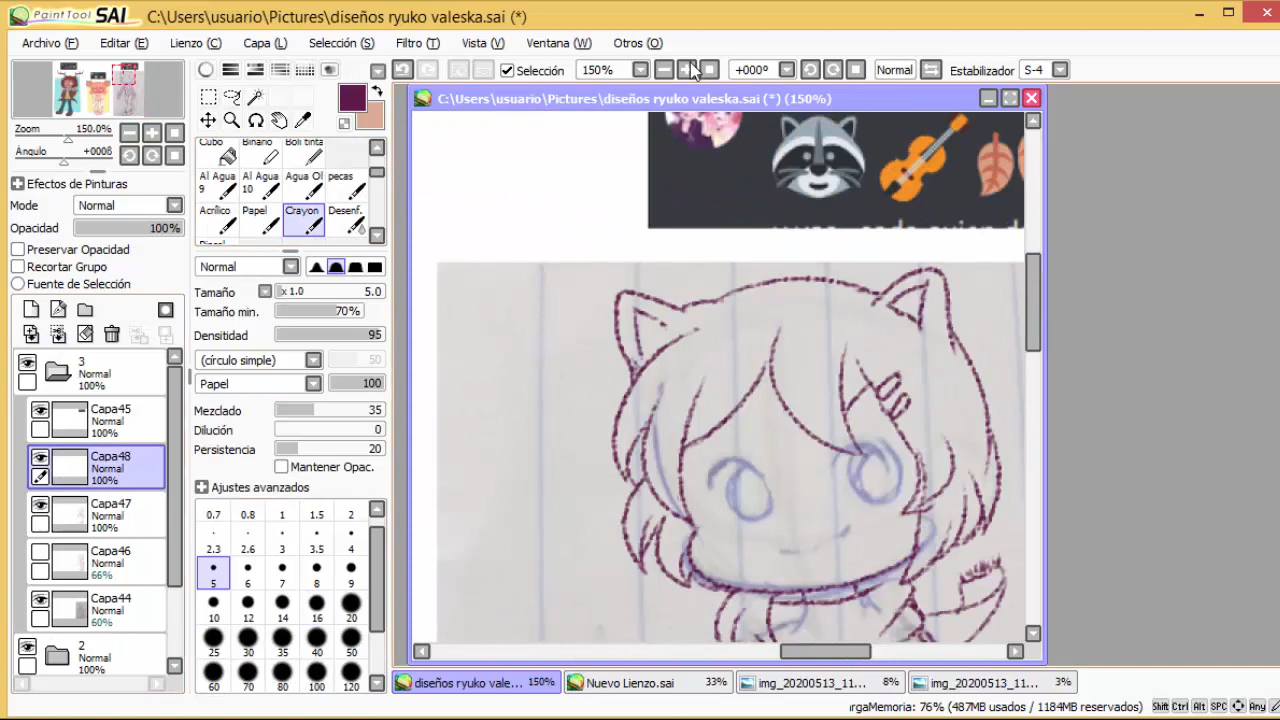 PaintTool SAI C:\Users\usuario\Pictures\diseños ryuko valeska.sai (*)
Archivo (F) Editar (E) Lienzo (C) Capa (L) Selección (S) Filtro (T) Vista (V) Ventana (W) Otros (O)
Selección 150% +000º Normal Estabilizador S-4
C:\Users\usuario\Pictures\diseños ryuko valeska.sai (*) (150%)
Zoom 150.0%
Ángulo +000ß
Efectos de Pinturas
Modo Normal
Opacidad 100%
Preservar Opacidad
Recortar Grupo
Fuente de Selección
3
Normal
100%
Capa45
Normal
100%
Capa48
Normal
100%
Capa47
Normal
100%
Capa46
Normal
66%
Capa44
Normal
60%
2
Normal
100%
Cubo Binario Boli tinta
Al Agua 9 Al Agua 10 Agua Ol pecas
Acrílico Papel Crayon Desenf.
Normal
Tamaño x 1.0 5.0
Tamaño min. 70%
Densidad 95
(círculo simple) 50
Papel 100
Mezclado 35
Dilución 0
Persistencia 20
Mantener Opac.
Ajustes avanzados
0.7 0.8 1 1.5 2
2.3 2.6 3 3.5 4
5 6 7 8 9
10 12 14 16 20
25 30 35 40 50
60 70 80 100 120
diseños ryuko vale... 150% Nuevo Lienzo.sai 33% img_20200513_11... 8% img_20200513_11... 3%
rgaMemoria: 76% (487MB usados / 1184MB reservados) Shift Ctrl Alt SPC Any